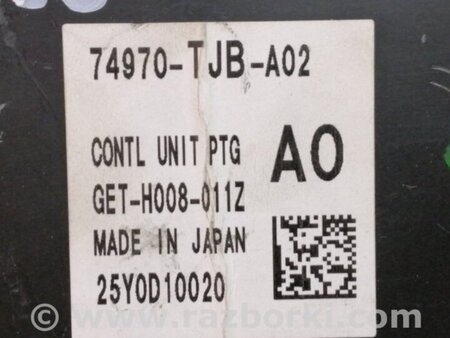 74970-TJB-A02
CONTL UNIT PTG
A0
GET-H008-011Z
MADE IN JAPAN
25Y0D10020
© www.razborki.com